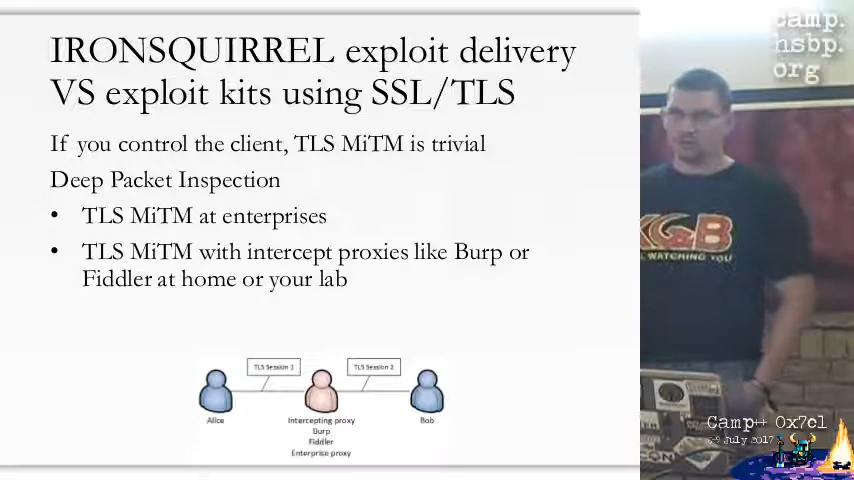 IRONSQUIRREL exploit delivery
VS exploit kits using SSL/TLS
If you control the client, TLS MiTM is trivial
Deep Packet Inspection
• TLS MiTM at enterprises
• TLS MiTM with intercept proxies like Burp or
Fiddler at home or your lab
TLS Session 1
TLS Session 2
Alice
Intercepting proxy
Burp
Fiddler
Enterprise proxy
Bob
camp.
hsbp.
org
KGB
WATCHING YOU
Camp++ 0x7e1
July 2017